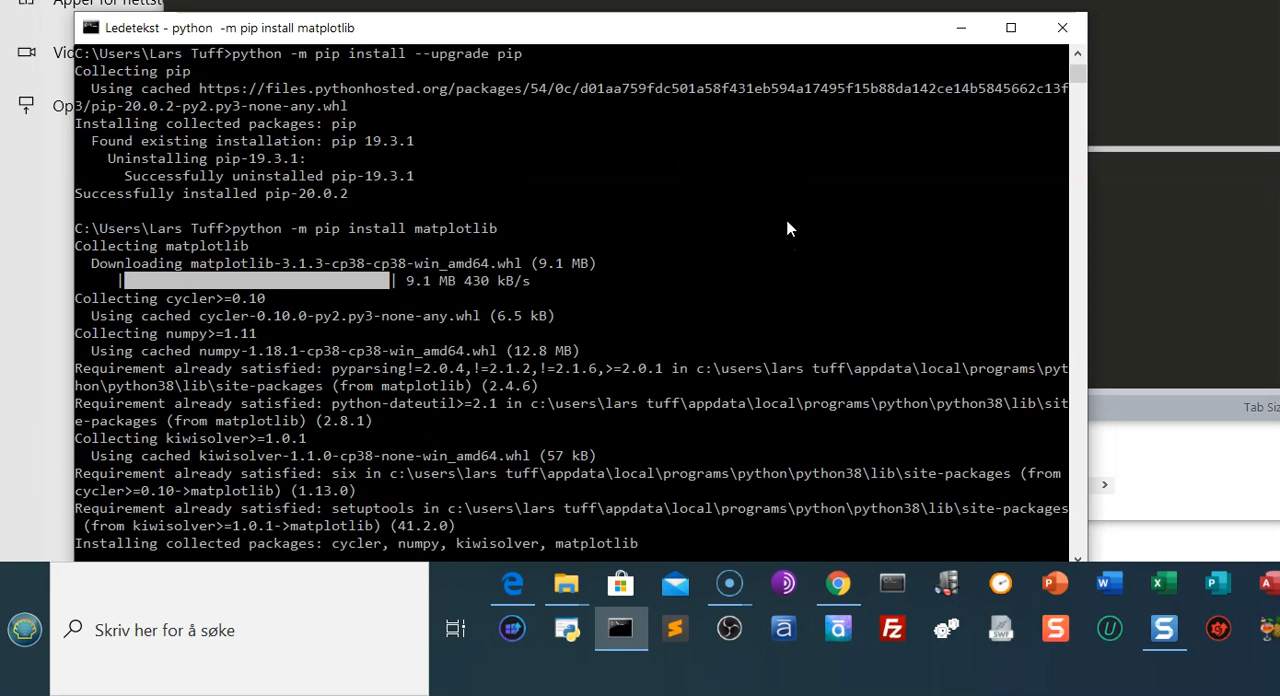 Apper for nettst
Vid
Op
Ledetekst - python -m pip install matplotlib
C:\Users\Lars Tuff>python -m pip install --upgrade pip
Collecting pip
Using cached https://files.pythonhosted.org/packages/54/0c/d01aa759fdc501a58f431eb594a17495f15b88da142ce14b5845662c13f
3/pip-20.0.2-py2.py3-none-any.whl
Installing collected packages: pip
Found existing installation: pip 19.3.1
Uninstalling pip-19.3.1:
Successfully uninstalled pip-19.3.1
Successfully installed pip-20.0.2
C:\Users\Lars Tuff>python -m pip install matplotlib
Collecting matplotlib
Downloading matplotlib-3.1.3-cp38-cp38-win_amd64.whl (9.1 MB)
| | 9.1 MB 430 kB/s
Collecting cycler>=0.10
Using cached cycler-0.10.0-py2.py3-none-any.whl (6.5 kB)
Collecting numpy>=1.11
Using cached numpy-1.18.1-cp38-cp38-win_amd64.whl (12.8 MB)
Requirement already satisfied: pyparsing!=2.0.4,!=2.1.2,!=2.1.6,>=2.0.1 in c:\users\lars tuff\appdata\local\programs\pyt
hon\python38\lib\site-packages (from matplotlib) (2.4.6)
Requirement already satisfied: python-dateutil>=2.1 in c:\users\lars tuff\appdata\local\programs\python\python38\lib\sit
e-packages (from matplotlib) (2.8.1)
Collecting kiwisolver>=1.0.1
Using cached kiwisolver-1.1.0-cp38-none-win_amd64.whl (57 kB)
Requirement already satisfied: six in c:\users\lars tuff\appdata\local\programs\python\python38\lib\site-packages (from
cycler>=0.10->matplotlib) (1.13.0)
Requirement already satisfied: setuptools in c:\users\lars tuff\appdata\local\programs\python\python38\lib\site-packages
(from kiwisolver>=1.0.1->matplotlib) (41.2.0)
Installing collected packages: cycler, numpy, kiwisolver, matplotlib
Tab Siz
Skriv her for å søke